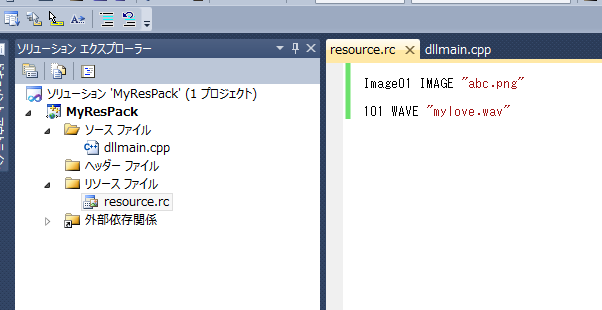 ソリューション エクスプローラー
ソリューション 'MyResPack' (1 プロジェクト)
MyResPack
ソース ファイル
dllmain.cpp
ヘッダー ファイル
リソース ファイル
resource.rc
外部依存関係
resource.rc
dllmain.cpp
Image01 IMAGE "abc.png"
101 WAVE "mylove.wav"